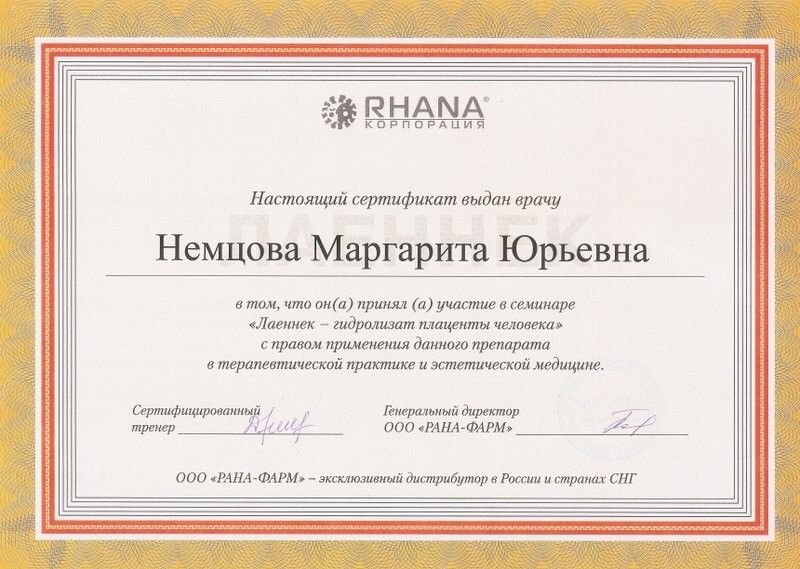 RHANA®
КОРПОРАЦИЯ
Настоящий сертификат выдан врачу
ЛАЕННЕК
Немцова Маргарита Юрьевна
в том, что он(а) принял (а) участие в семинаре
«Лаеннек – гидролизат плаценты человека»
с правом применения данного препарата
в терапевтической практике и эстетической медицине.
Сертифицированный
тренер
Генеральный директор
ООО «РАНА-ФАРМ»
ООО «РАНА-ФАРМ» – эксклюзивный дистрибутор в России и странах СНГ